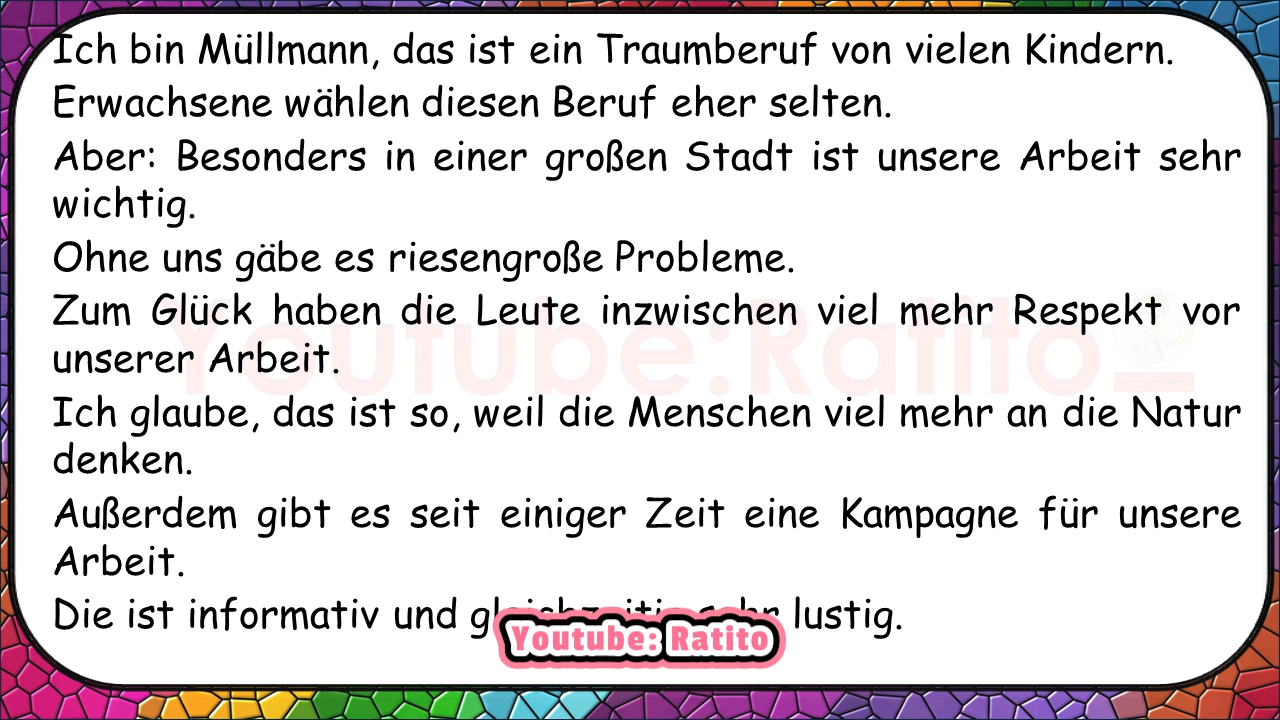 Ich bin Müllmann, das ist ein Traumberuf von vielen Kindern.
Erwachsene wählen diesen Beruf eher selten.
Aber: Besonders in einer großen Stadt ist unsere Arbeit sehr
wichtig.
Ohne uns gäbe es riesengroße Probleme.
Zum Glück haben die Leute inzwischen viel mehr Respekt vor
unserer Arbeit.
Youtube:Ratito
Ich glaube, das ist so, weil die Menschen viel mehr an die Natur
denken.
Außerdem gibt es seit einiger Zeit eine Kampagne für unsere
Arbeit.
Die ist informativ und gleichzeitig sehr lustig.
Youtube: Ratito